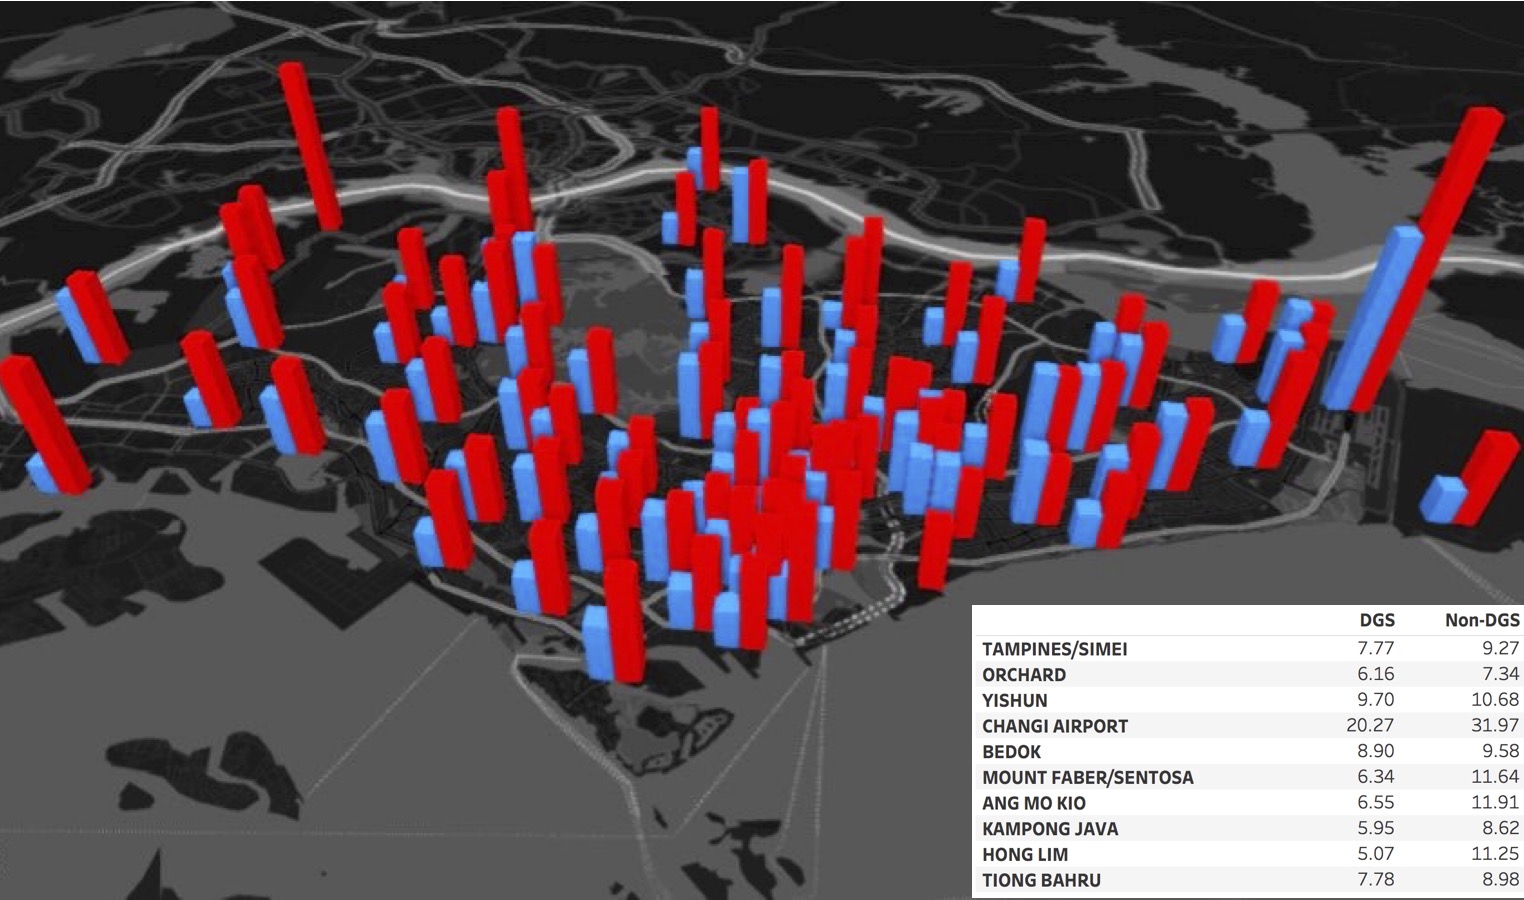 DGS Non-DGS
TAMPINES/SIMEI 7.77 9.27
ORCHARD 6.16 7.34
YISHUN 9.70 10.68
CHANGI AIRPORT 20.27 31.97
BEDOK 8.90 9.58
MOUNT FABER/SENTOSA 6.34 11.64
ANG MO KIO 6.55 11.91
KAMPONG JAVA 5.95 8.62
HONG LIM 5.07 11.25
TIONG BAHRU 7.78 8.98